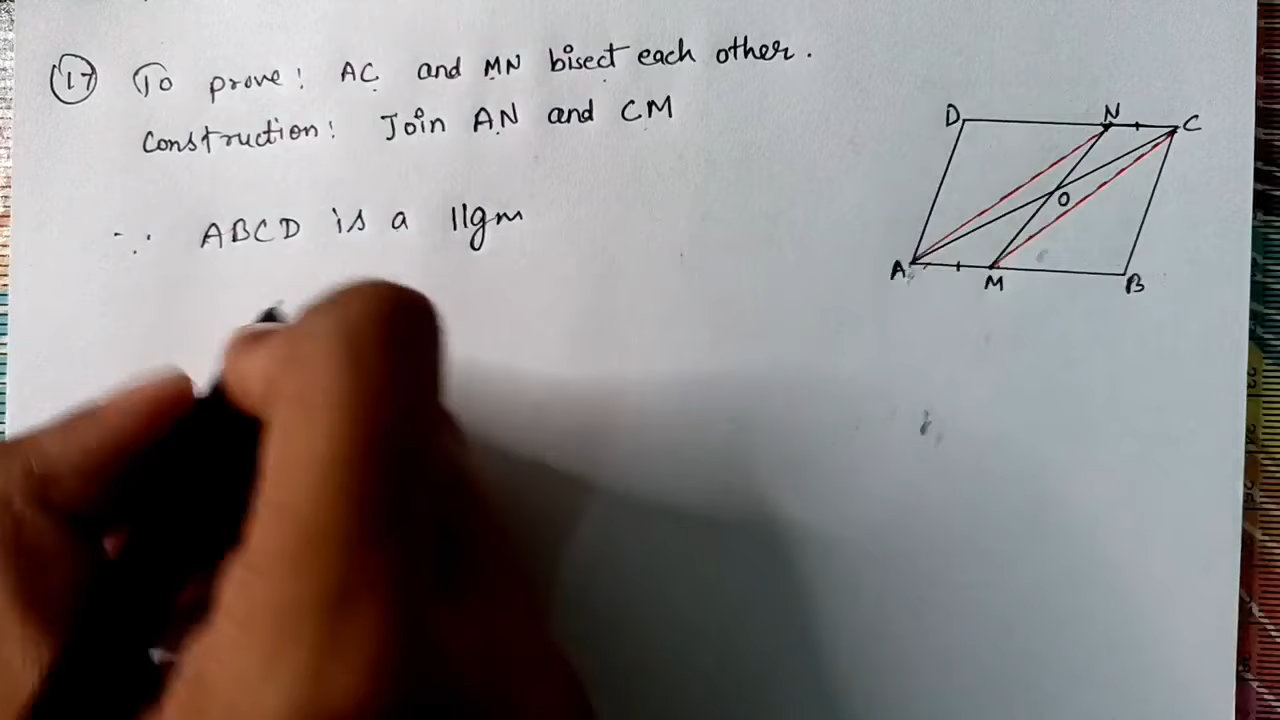 17 To prove: AC and MN bisect each other.
Construction: Join AN and CM
∵ ABCD is a ||gm
D N C
O
A M B